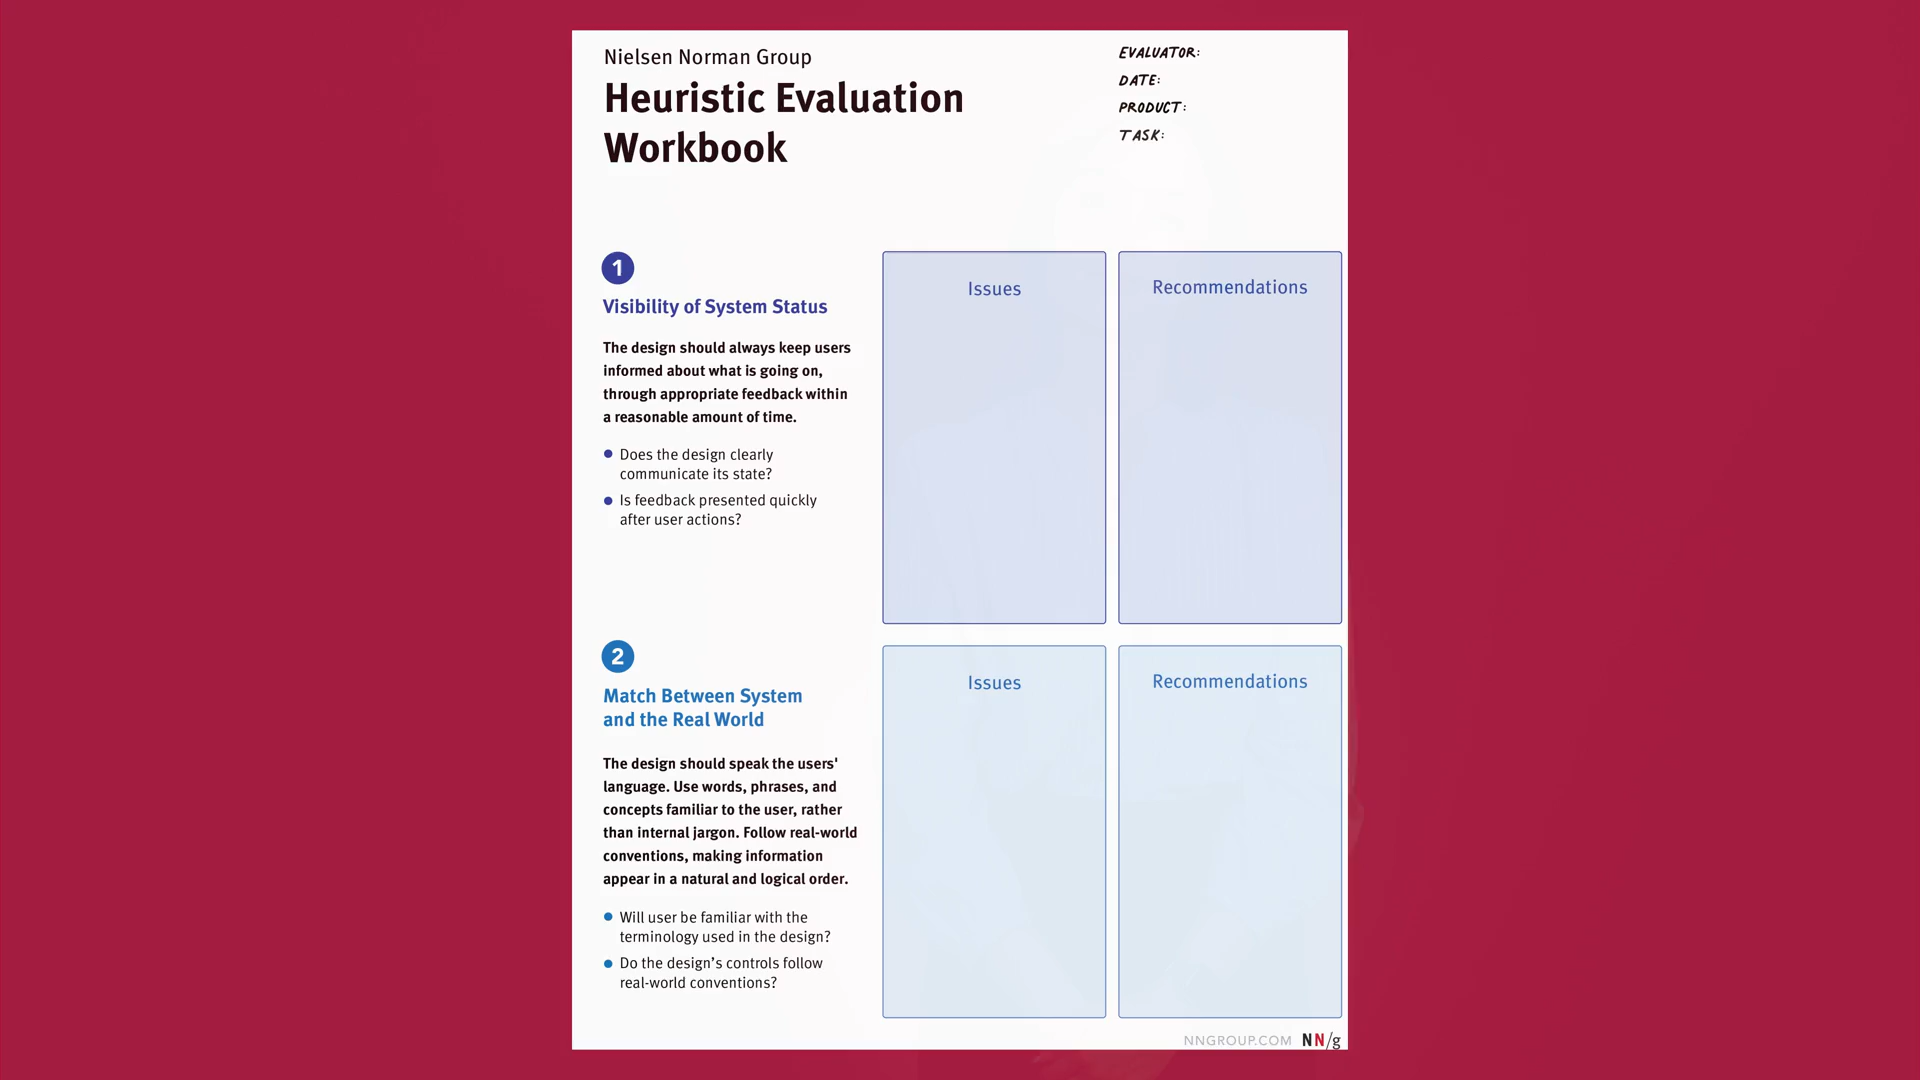 Nielsen Norman Group
Heuristic Evaluation
Workbook
EVALUATOR:
DATE:
PRODUCT:
TASK:
1
Visibility of System Status
The design should always keep users
informed about what is going on,
through appropriate feedback within
a reasonable amount of time.
Does the design clearly
communicate its state?
Is feedback presented quickly
after user actions?
Issues
Recommendations
2
Match Between System
and the Real World
The design should speak the users'
language. Use words, phrases, and
concepts familiar to the user, rather
than internal jargon. Follow real-world
conventions, making information
appear in a natural and logical order.
Will user be familiar with the
terminology used in the design?
Do the design’s controls follow
real-world conventions?
Issues
Recommendations
NNGROUP.COM NN/g